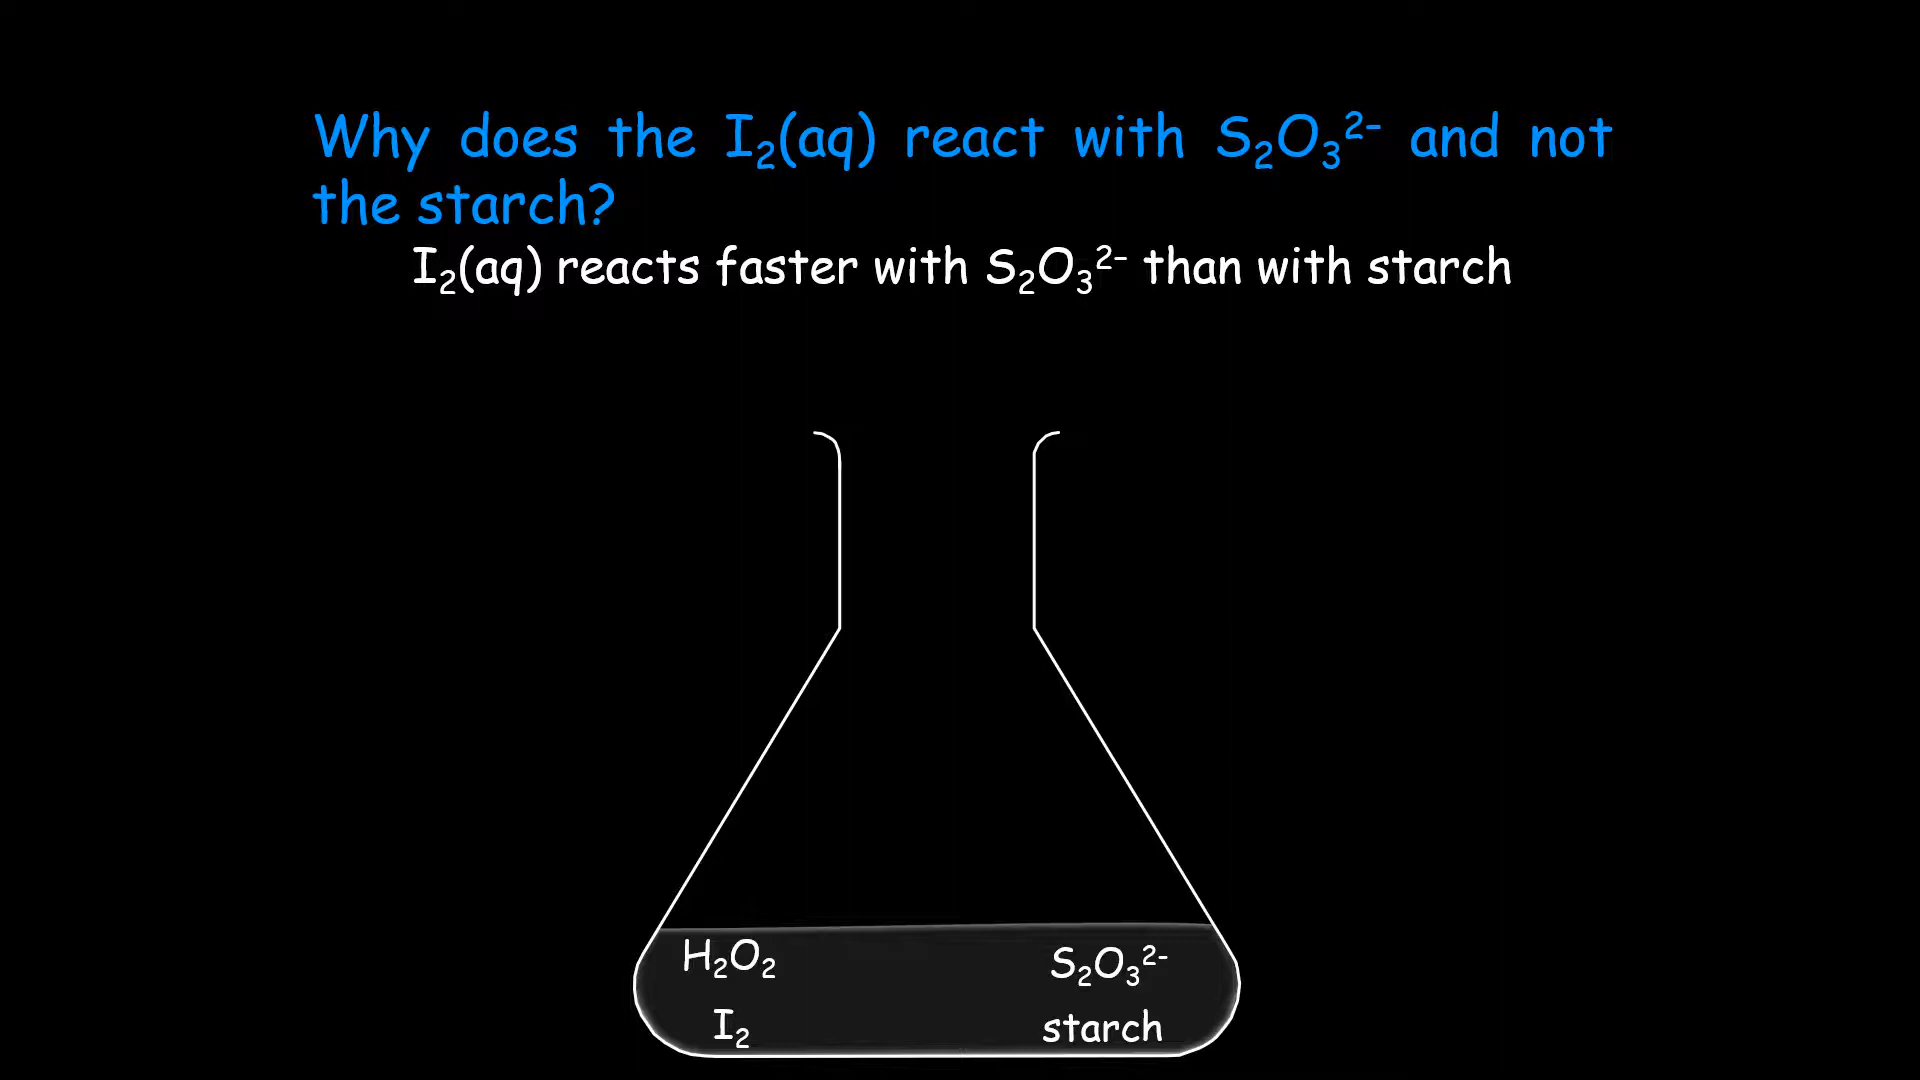 Why does the I₂(aq) react with S₂O₃²⁻ and not
the starch?
I₂(aq) reacts faster with S₂O₃²⁻ than with starch
H₂O₂
S₂O₃²⁻
I₂
starch